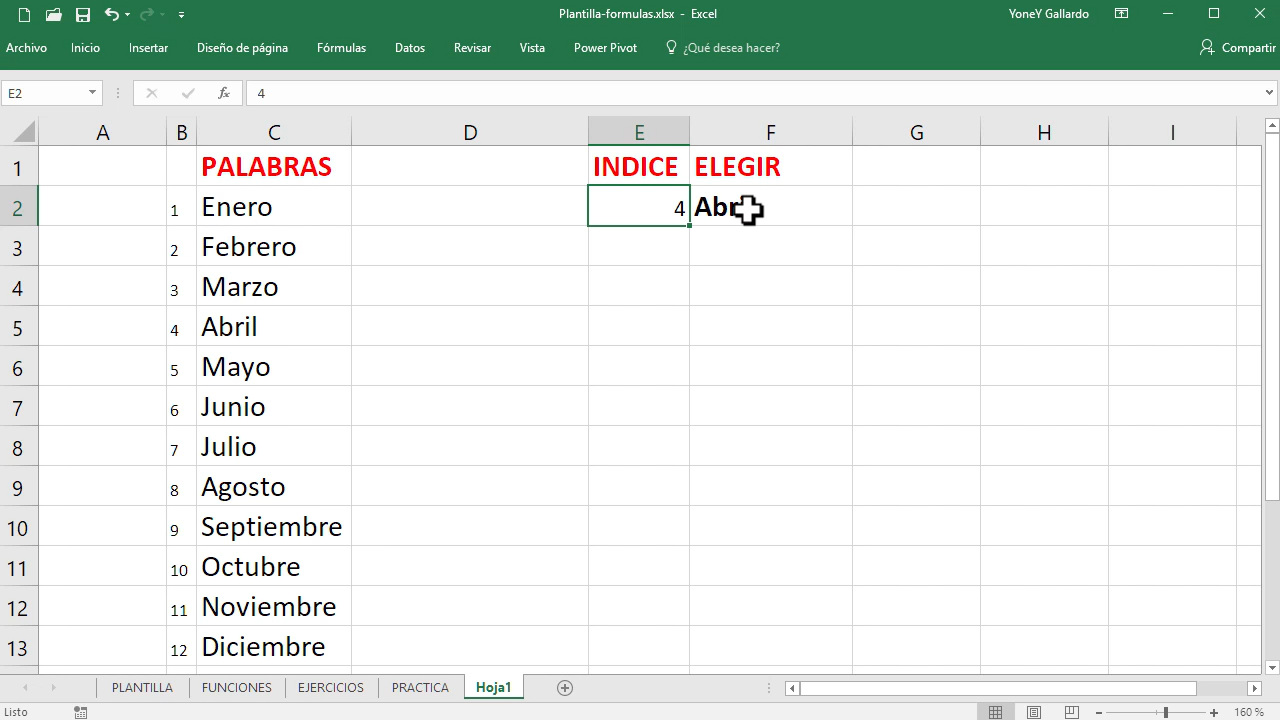 Plantilla-formulas.xlsx - Excel
YoneY Gallardo
Archivo Inicio Insertar Diseño de página Fórmulas Datos Revisar Vista Power Pivot ¿Qué desea hacer? Compartir
E2 fx 4
A B C D E F G H I
1 PALABRAS INDICE ELEGIR
2 1 Enero 4 Abr
3 2 Febrero
4 3 Marzo
5 4 Abril
6 5 Mayo
7 6 Junio
8 7 Julio
9 8 Agosto
10 9 Septiembre
11 10 Octubre
12 11 Noviembre
13 12 Diciembre
PLANTILLA FUNCIONES EJERCICIOS PRACTICA Hoja1
Listo 160 %